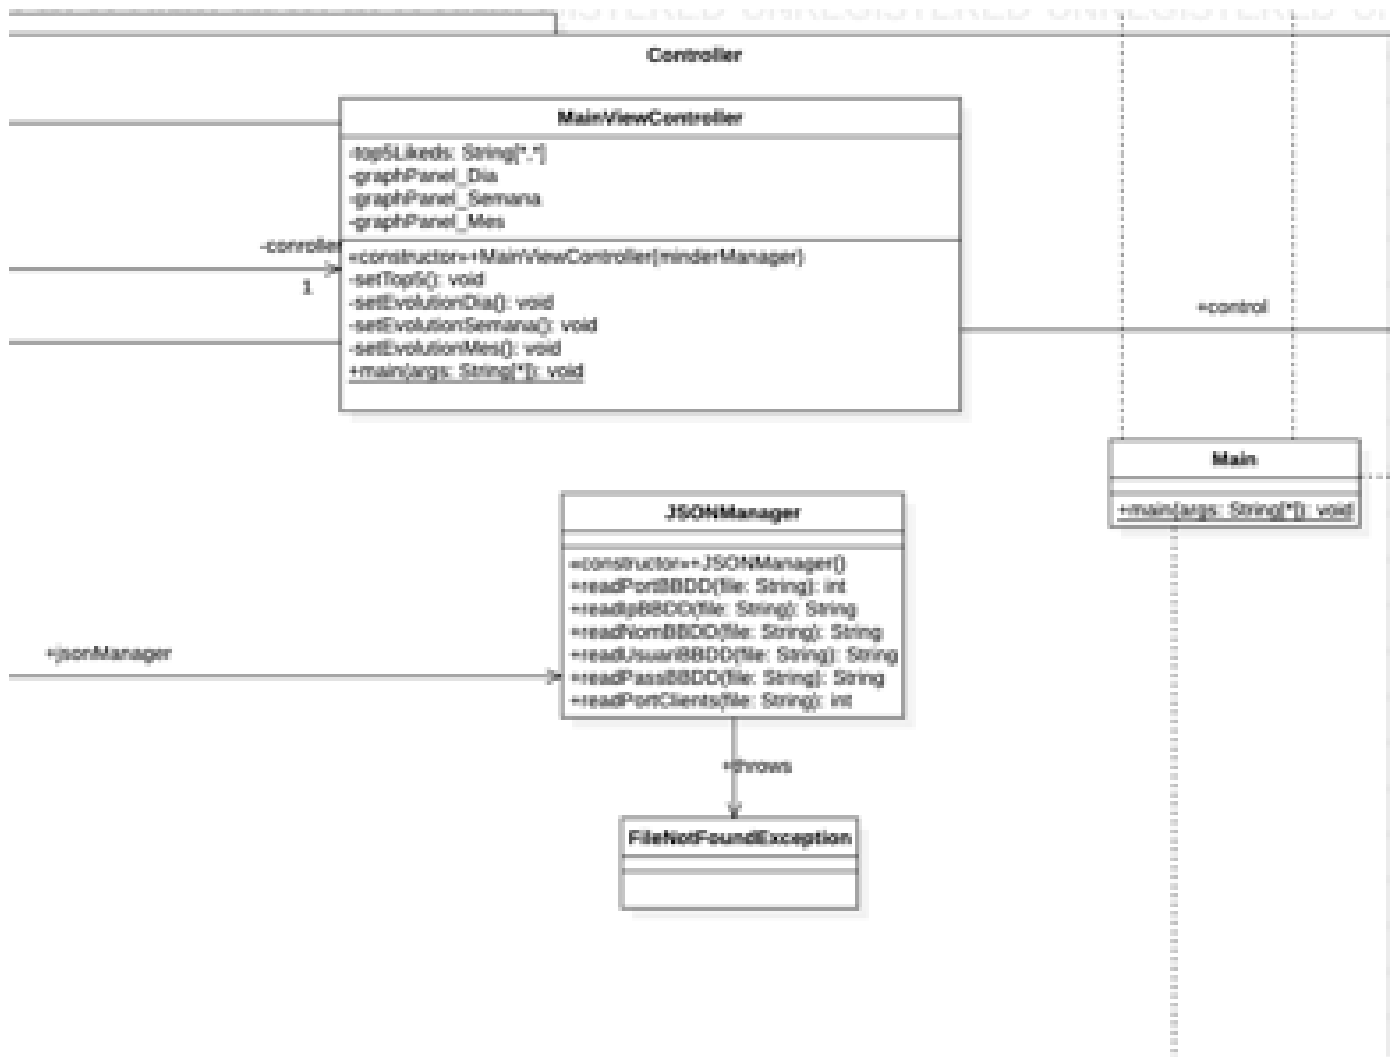 UNREGISTERED UNREGISTERED
Controller
MainViewController
-top5Likeds: String[*,*]
-graphPanel_Dia
-graphPanel_Semana
-graphPanel_Mes
-conroller
1
«constructor»+MainViewController(minderManager)
-setTop5(): void
-setEvolutionDia(): void
-setEvolutionSemana(): void
-setEvolutionMes(): void
+main(args: String[*]): void
+control
Main
+main(args: String[*]): void
JSONManager
«constructor»+JSONManager()
+readPortBBDD(file: String): int
+readIpBBDD(file: String): String
+readNomBBDD(file: String): String
+readUsuariBBDD(file: String): String
+readPassBBDD(file: String): String
+readPortClients(file: String): int
+jsonManager
+throws
FileNotFoundException